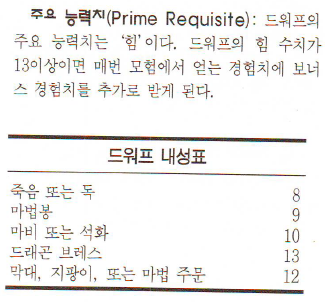 주요 능력치(Prime Requisite): 드워프의
주요 능력치는 '힘'이다. 드워프의 힘 수치가
13이상이면 매번 모험에서 얻는 경험치에 보너
스 경험치를 추가로 받게 된다.
드워프 내성표
죽음 또는 독 8
마법봉 9
마비 또는 석화 10
드래곤 브레스 13
막대, 지팡이, 또는 마법 주문 12